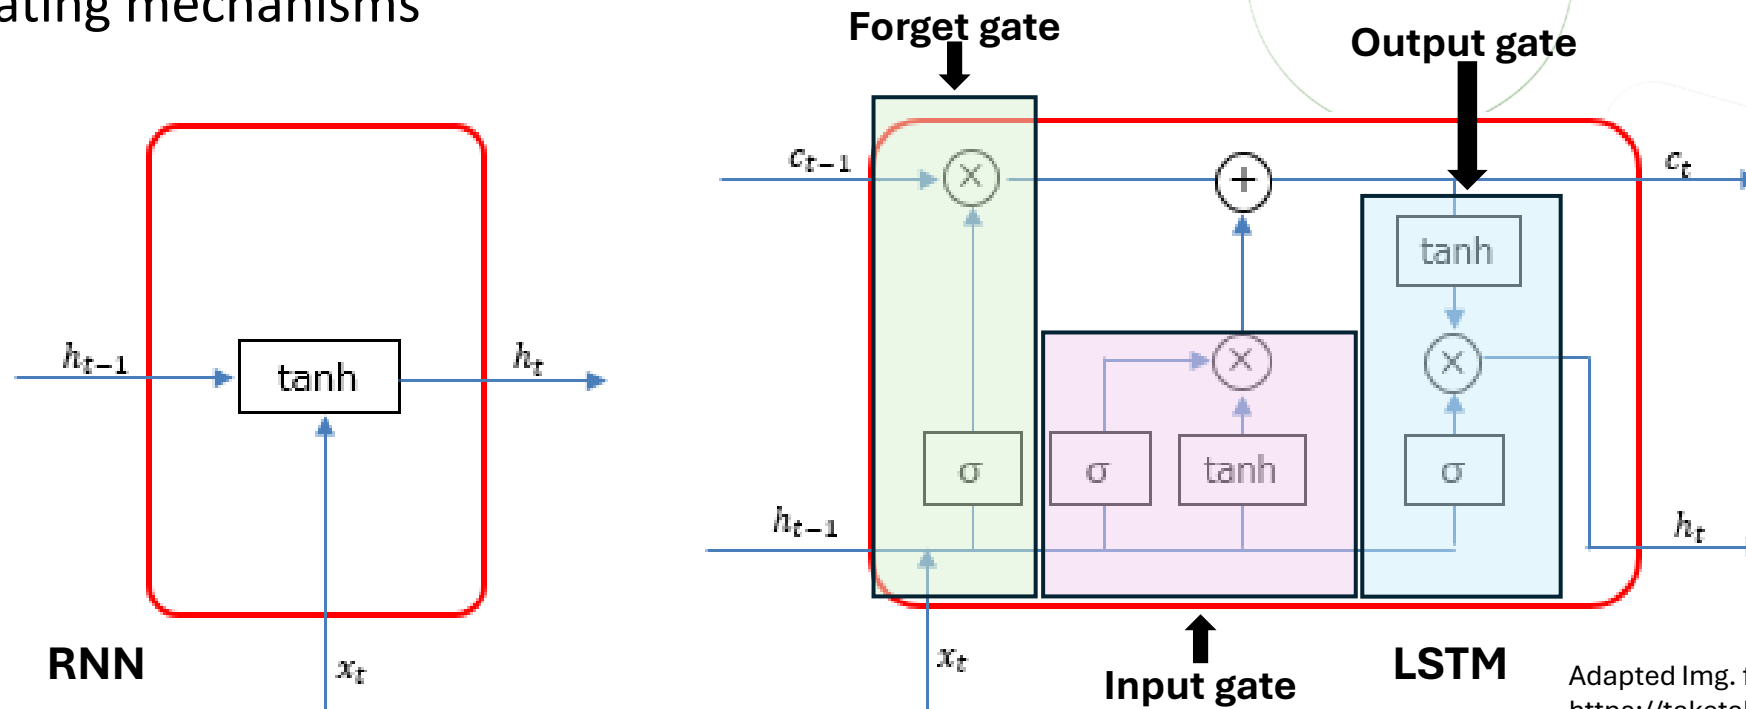 mechanisms
Forget gate
Output gate
c_{t-1}
×
+
c_t
tanh
h_{t-1}
tanh
h_t
×
×
σ
σ
tanh
σ
h_{t-1}
h_t
RNN
x_t
x_t
Input gate
LSTM
Adapted Img.